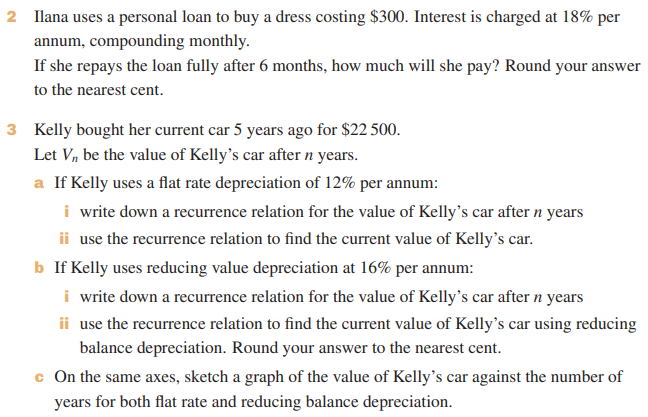 2 Ilana uses a personal loan to buy a dress costing $300. Interest is charged at 18% per
annum, compounding monthly.
If she repays the loan fully after 6 months, how much will she pay? Round your answer
to the nearest cent.
3 Kelly bought her current car 5 years ago for $22 500.
Let Vₙ be the value of Kelly’s car after n years.
a If Kelly uses a flat rate depreciation of 12% per annum:
i write down a recurrence relation for the value of Kelly’s car after n years
ii use the recurrence relation to find the current value of Kelly’s car.
b If Kelly uses reducing value depreciation at 16% per annum:
i write down a recurrence relation for the value of Kelly’s car after n years
ii use the recurrence relation to find the current value of Kelly’s car using reducing
balance depreciation. Round your answer to the nearest cent.
c On the same axes, sketch a graph of the value of Kelly’s car against the number of
years for both flat rate and reducing balance depreciation.